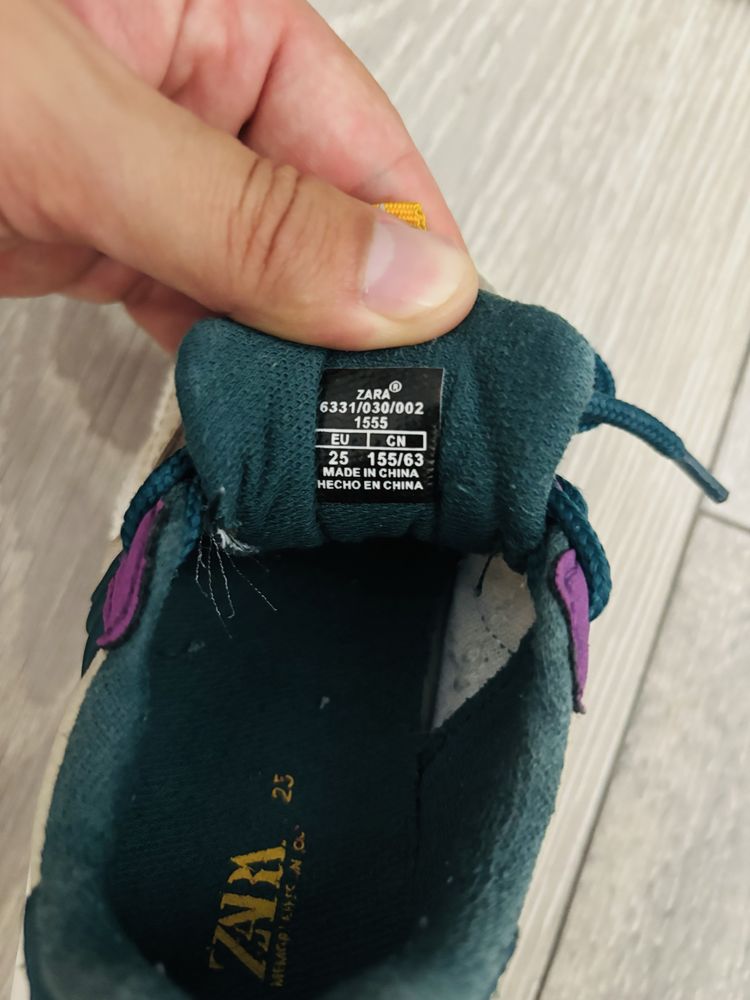 ZARA®
6331/030/002
1555
EU CN
25 155/63
MADE IN CHINA
HECHO EN CHINA
25
ZARA